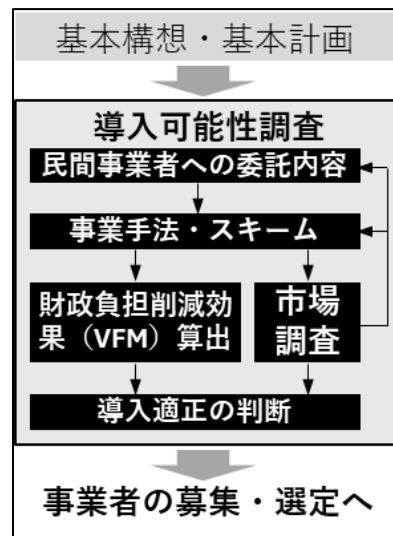 基本構想・基本計画
導入可能性調査
民間事業者への委託内容
事業手法・スキーム
財政負担削減効
果（VFM）算出
市場
調査
導入適正の判断
事業者の募集・選定へ